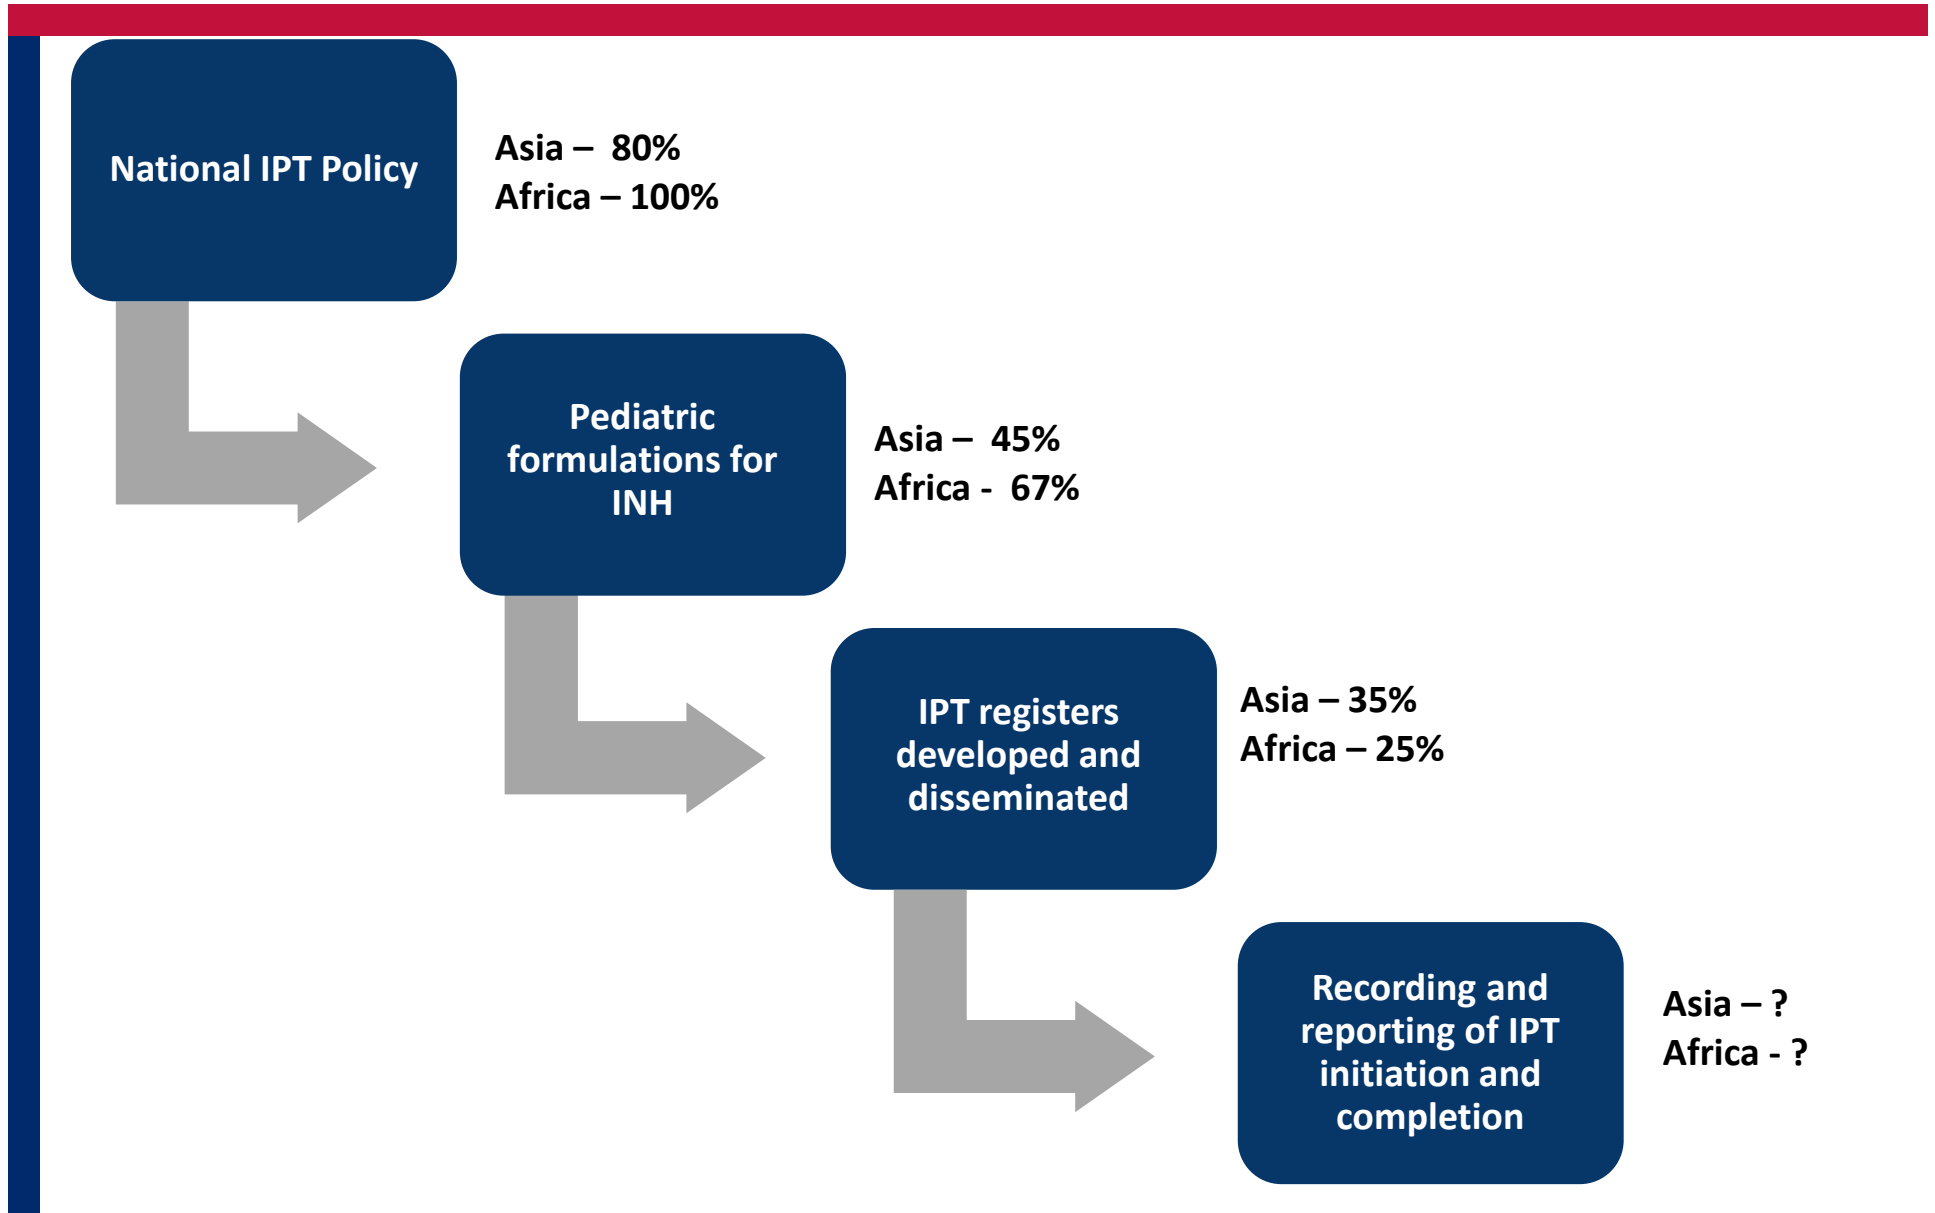 National IPT Policy
Asia –  80%
Africa – 100%
Pediatric
formulations for
INH
Asia –  45%
Africa -  67%
IPT registers
developed and
disseminated
Asia – 35%
Africa – 25%
Recording and
reporting of IPT
initiation and
completion
Asia – ?
Africa - ?